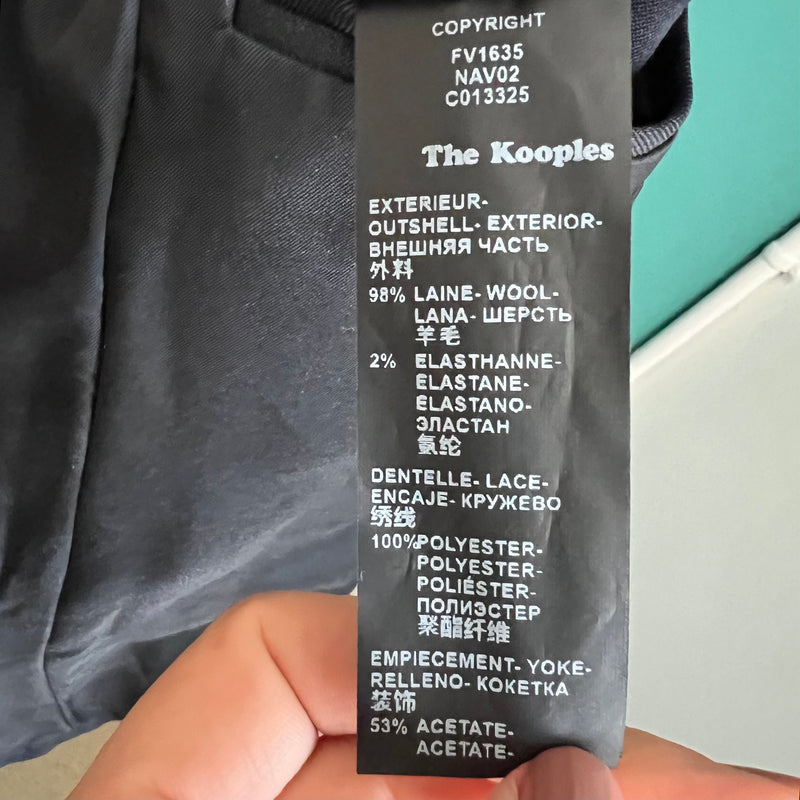 COPYRIGHT
FV1635
NAV02
C013325
The Kooples
EXTERIEUR-
OUTSHELL- EXTERIOR-
ВНЕШНЯЯ ЧАСТЬ
外料
98% LAINE- WOOL-
LANA- ШЕРСТЬ
羊毛
2% ELASTHANNE-
ELASTANE-
ELASTANO-
ЭЛАСТАН
氨纶
DENTELLE- LACE-
ENCAJE- КРУЖЕВО
绣线
100%POLYESTER-
POLYESTER-
POLIÉSTER-
ПОЛИЭСТЕР
聚酯纤维
EMPIECEMENT- YOKE-
RELLENO- КОКЕТКА
装饰
53% ACETATE-
ACETATE-